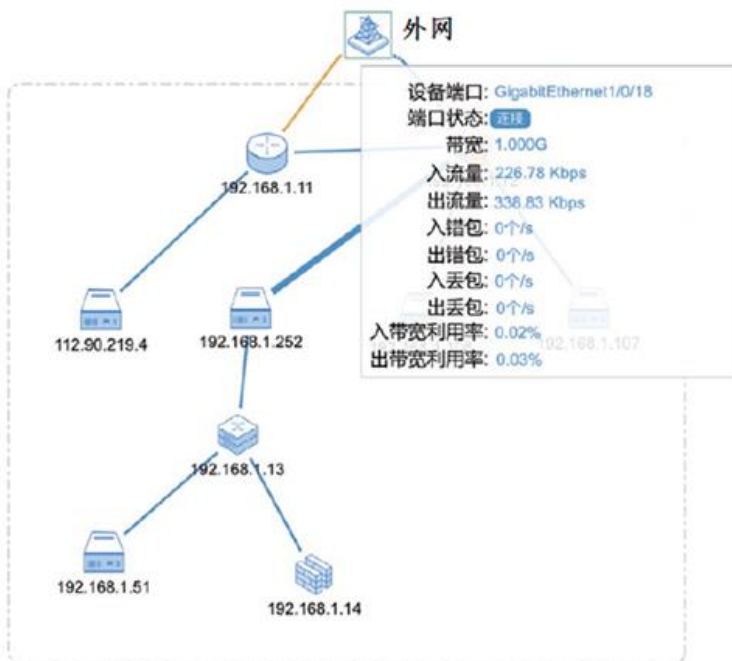 外网
设备端口: GigabitEthernet1/0/18
端口状态: 连接
带宽: 1.000G
入流量: 226.78 Kbps
出流量: 338.83 Kbps
入错包: 0个/s
出错包: 0个/s
入丢包: 0个/s
出丢包: 0个/s
入带宽利用率: 0.02%
出带宽利用率: 0.03%
192.168.1.11
112.90.219.4
192.168.1.252
192.168.1.107
192.168.1.13
192.168.1.51
192.168.1.14